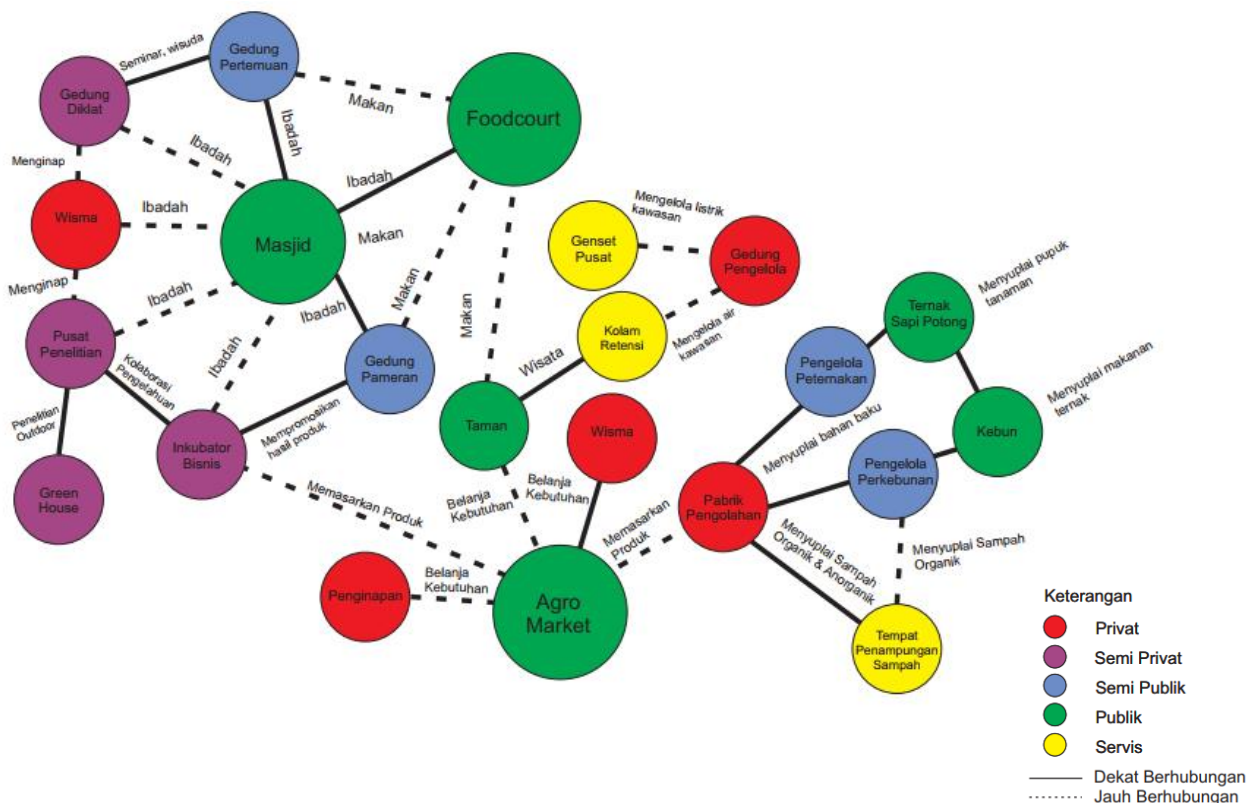 Gedung
Pertemuan
Seminar, wisuda
Gedung
Diklat
Makan
Foodcourt
Ibadah
Ibadah
Menginap
Ibadah
Wisma
Ibadah
Masjid
Makan
Mengelola listrik
kawasan
Genset
Pusat
Gedung
Pengelola
Menginap
Ibadah
Ibadah
Makan
Makan
Menyuplai pupuk
tanaman
Ternak
Sapi Potong
Pusat
Penelitian
Ibadah
Kolam
Retensi
Mengelola air
kawasan
Gedung
Pameran
Wisata
Pengelola
Peternakan
Kolaborasi
Pengetahuan
Menyuplai makanan
ternak
Penelitian
Outdoor
Mempromosikan
hasil produk
Taman
Wisma
Menyuplai bahan baku
Kebun
Inkubator
Bisnis
Pengelola
Perkebunan
Green
House
Memasarkan Produk
Belanja
Kebutuhan
Belanja
Kebutuhan
Memasarkan
Produk
Pabrik
Pengolahan
Menyuplai Sampah
Organik & Anorganik
Menyuplai Sampah
Organik
Penginapan
Belanja
Kebutuhan
Agro
Market
Tempat
Penampungan
Sampah
Keterangan
Privat
Semi Privat
Semi Publik
Publik
Servis
Dekat Berhubungan
Jauh Berhubungan